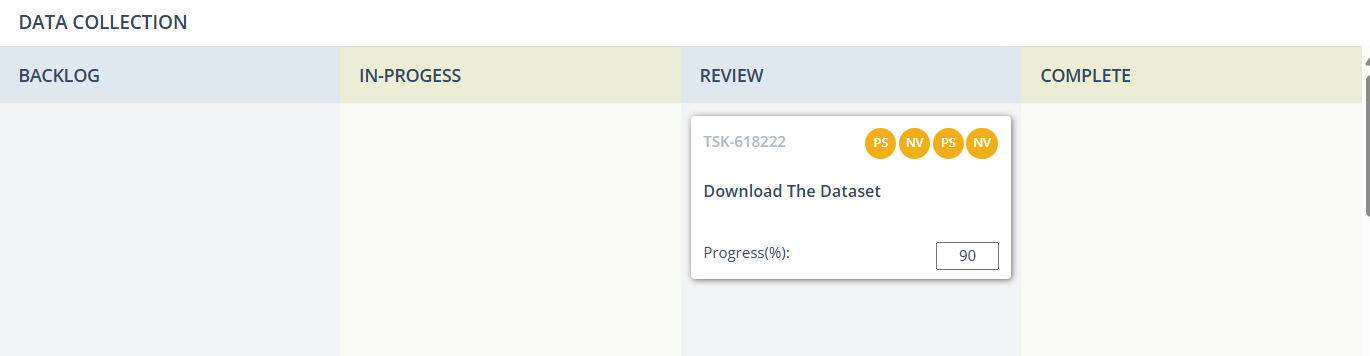 DATA COLLECTION
BACKLOG IN-PROGESS REVIEW COMPLETE
TSK-618222 PS NV PS NV
Download The Dataset
Progress(%): 90